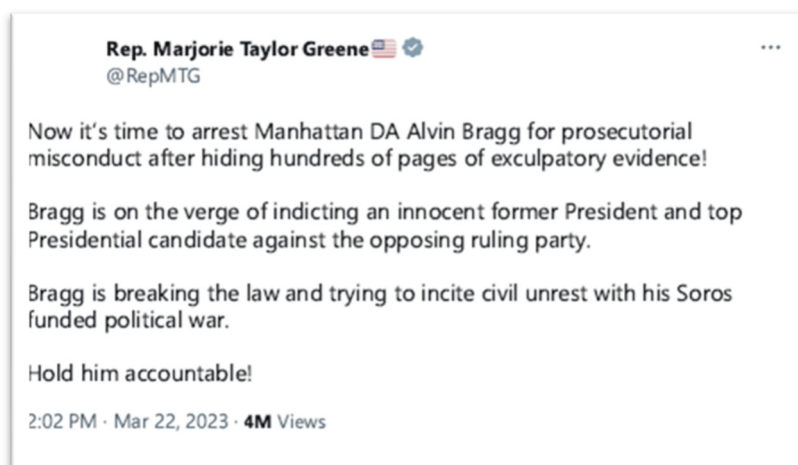 Rep. Marjorie Taylor Greene🇺🇸
@RepMTG
Now it's time to arrest Manhattan DA Alvin Bragg for prosecutorial
misconduct after hiding hundreds of pages of exculpatory evidence!
Bragg is on the verge of indicting an innocent former President and top
Presidential candidate against the opposing ruling party.
Bragg is breaking the law and trying to incite civil unrest with his Soros
funded political war.
Hold him accountable!
2:02 PM · Mar 22, 2023 · 4M Views